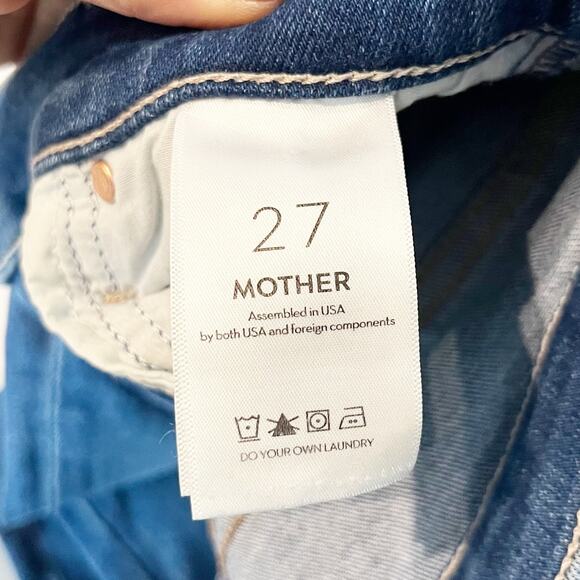 27
MOTHER
Assembled in USA
by both USA and foreign components
DO YOUR OWN LAUNDRY